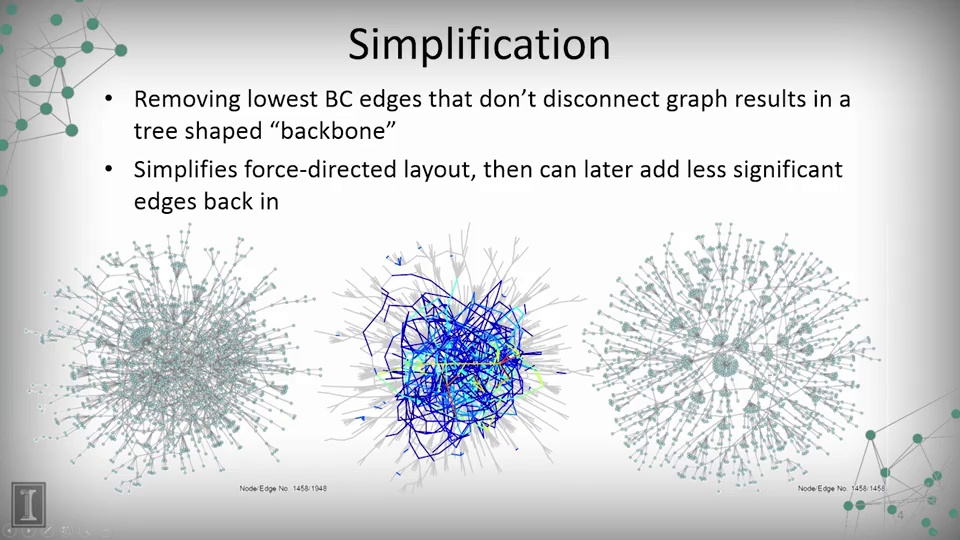 Simplification
• Removing lowest BC edges that don’t disconnect graph results in a
tree shaped “backbone”
• Simplifies force-directed layout, then can later add less significant
edges back in
Node/Edge No. 1458/1948
Node/Edge No. 1458/1458
I
4